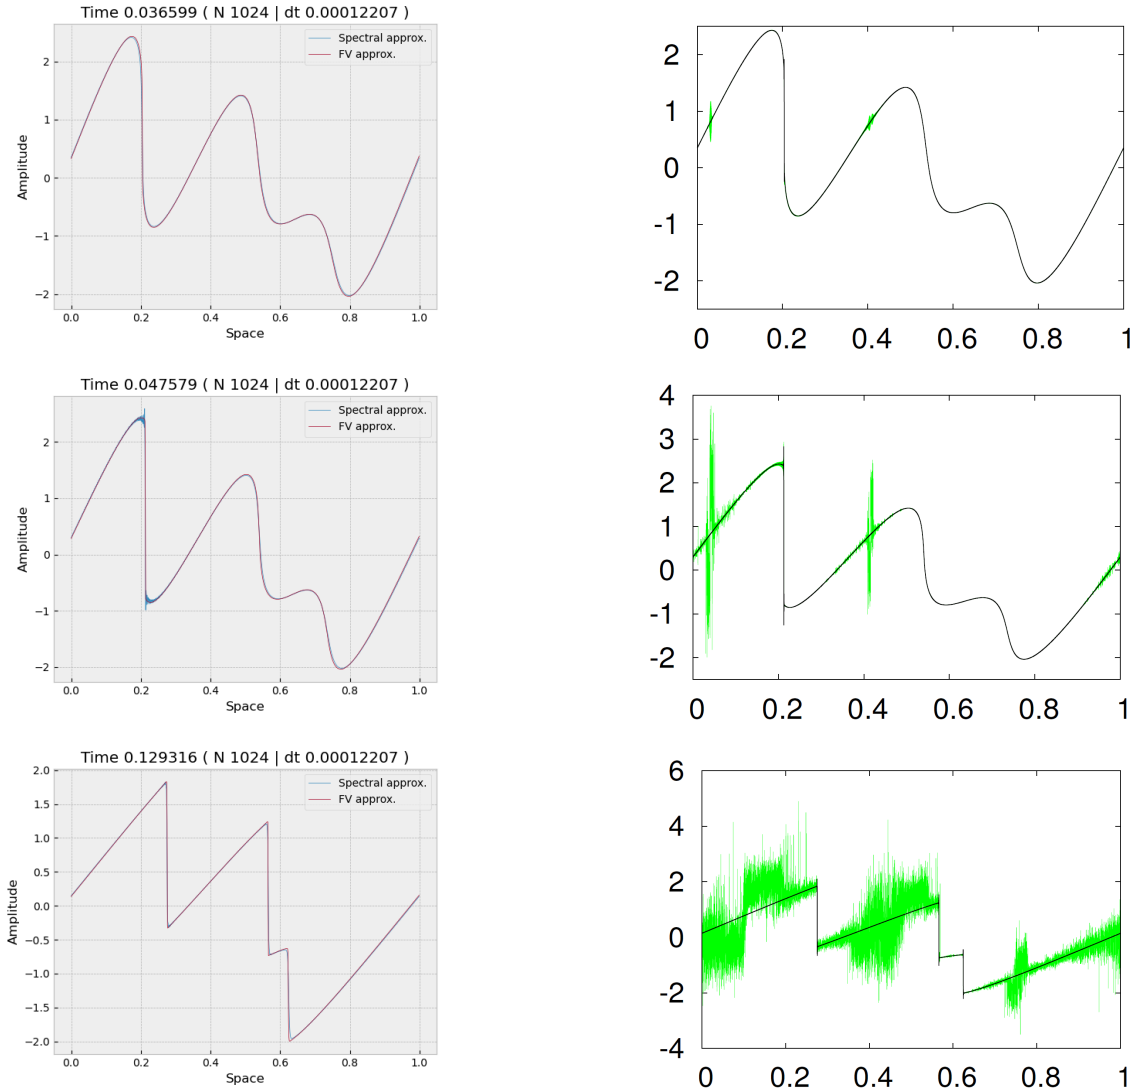 Time 0.036599 ( N 1024 | dt 0.00012207 )
Spectral approx.
FV approx.
Amplitude
2
1
0
−1
−2
0.0 0.2 0.4 0.6 0.8 1.0
Space
2
1
0
-1
-2
0 0.2 0.4 0.6 0.8 1
Time 0.047579 ( N 1024 | dt 0.00012207 )
Spectral approx.
FV approx.
Amplitude
2
1
0
−1
−2
0.0 0.2 0.4 0.6 0.8 1.0
Space
4
3
2
1
0
-1
-2
0 0.2 0.4 0.6 0.8 1
Time 0.129316 ( N 1024 | dt 0.00012207 )
Spectral approx.
FV approx.
Amplitude
2.0
1.5
1.0
0.5
0.0
−0.5
−1.0
−1.5
−2.0
0.0 0.2 0.4 0.6 0.8 1.0
Space
6
4
2
0
-2
-4
0 0.2 0.4 0.6 0.8 1